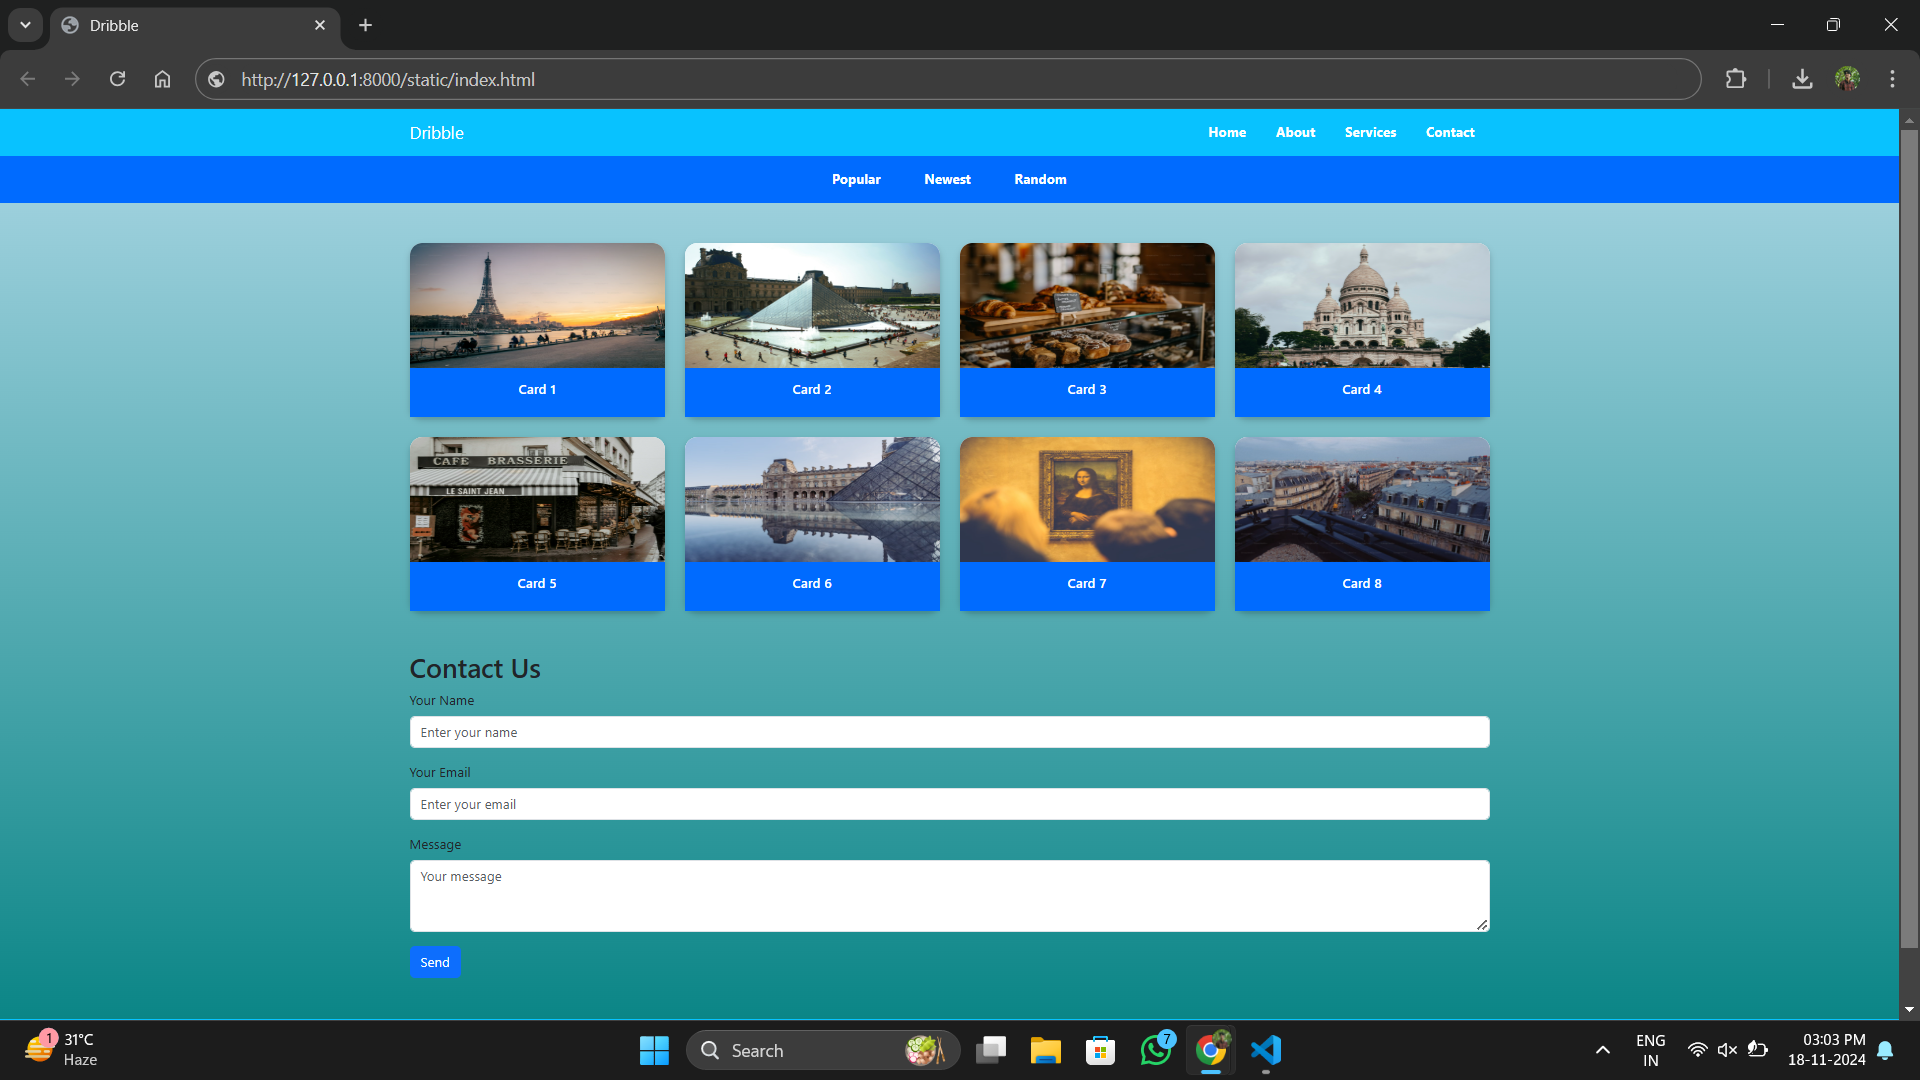 Dribble
http://127.0.0.1:8000/static/index.html
Dribble
Home About Services Contact
Popular Newest Random
Card 1
Card 2
Card 3
Card 4
CAFE BRASSERIE
LE SAINT JEAN
Card 5
Card 6
Card 7
Card 8
Contact Us
Your Name
Enter your name
Your Email
Enter your email
Message
Your message
Send
1
31°C
Haze
Search
7
ENG
IN
03:03 PM
18-11-2024